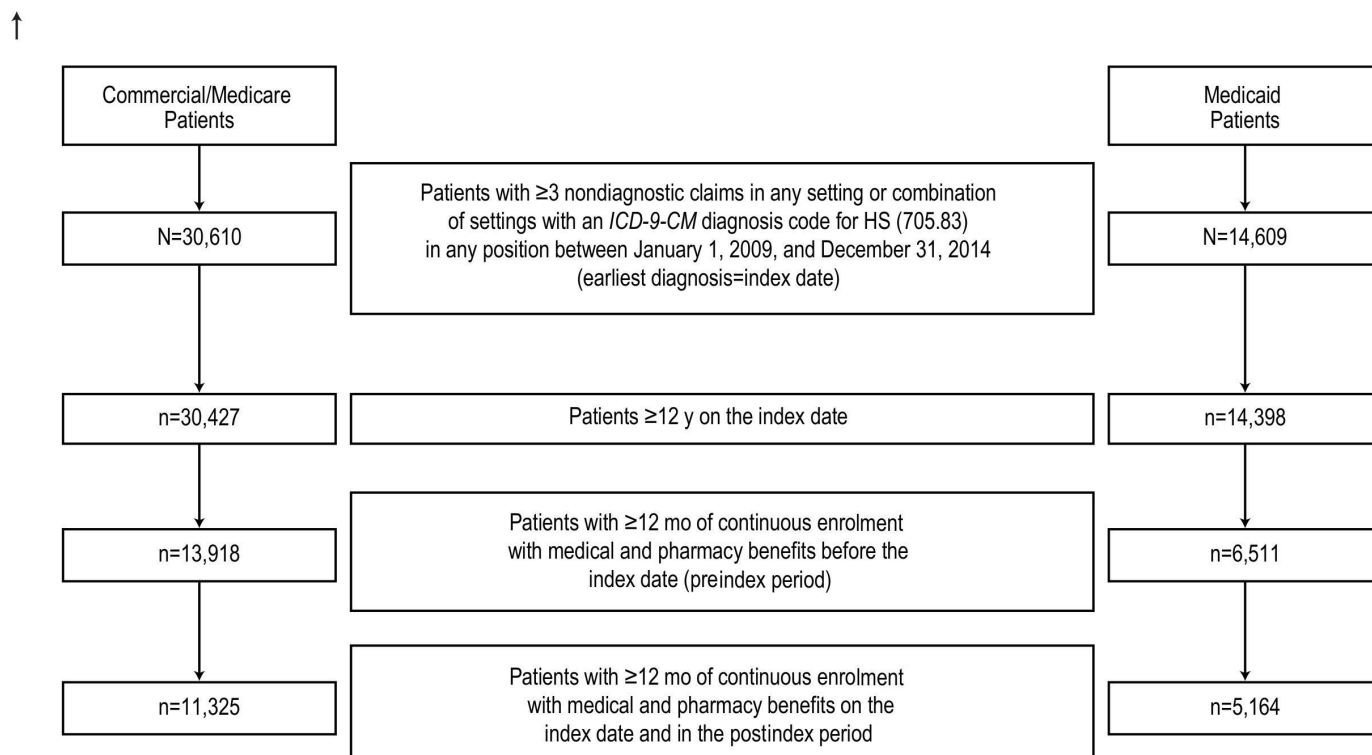 Commercial/Medicare
Patients
Medicaid
Patients
N=30,610
Patients with ≥3 nondiagnostic claims in any setting or combination
of settings with an ICD-9-CM diagnosis code for HS (705.83)
in any position between January 1, 2009, and December 31, 2014
(earliest diagnosis=index date)
N=14,609
n=30,427
Patients ≥12 y on the index date
n=14,398
n=13,918
Patients with ≥12 mo of continuous enrolment
with medical and pharmacy benefits before the
index date (preindex period)
n=6,511
n=11,325
Patients with ≥12 mo of continuous enrolment
with medical and pharmacy benefits on the
index date and in the postindex period
n=5,164